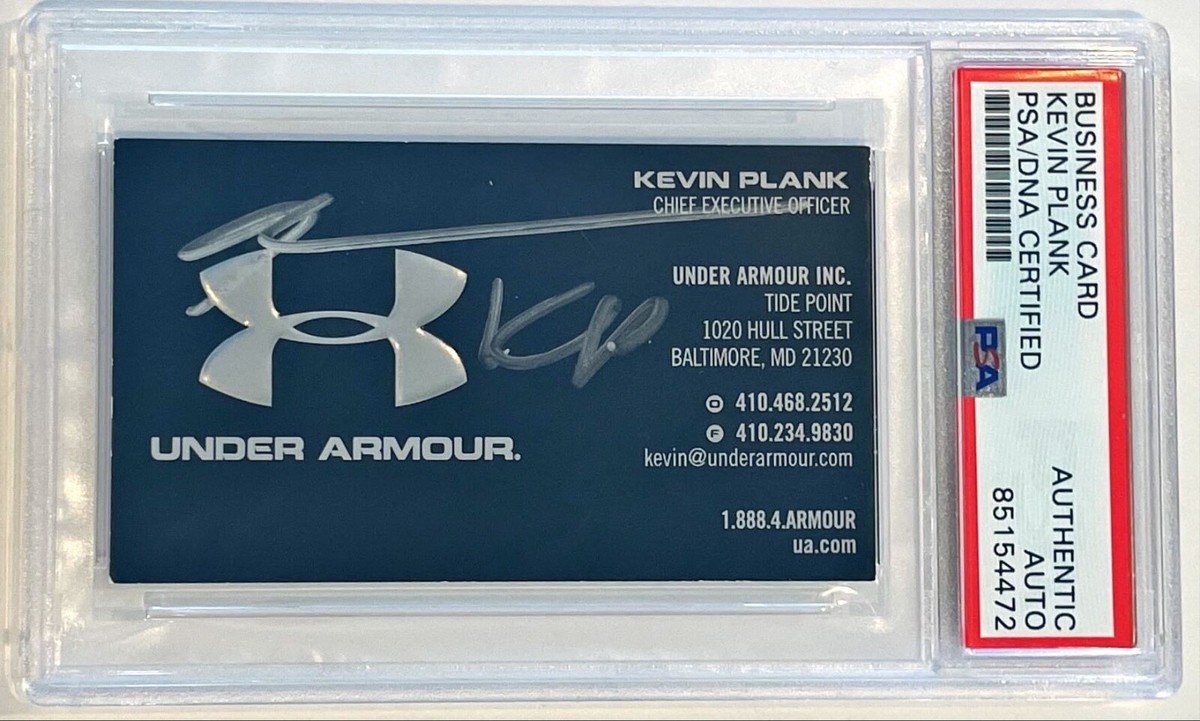 KEVIN PLANK
CHIEF EXECUTIVE OFFICER
UNDER ARMOUR INC.
TIDE POINT
1020 HULL STREET
BALTIMORE, MD 21230
O 410.468.2512
F 410.234.9830
kevin@underarmour.com
1.888.4.ARMOUR
ua.com
UNDER ARMOUR.
KP
BUSINESS CARD
KEVIN PLANK
PSA/DNA CERTIFIED
PSA
AUTHENTIC
AUTO
85154472